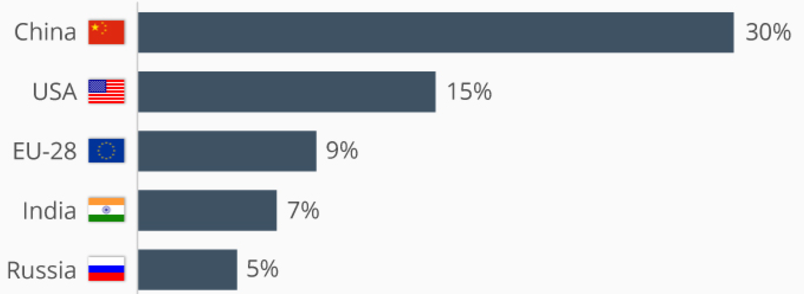 China 30%
USA 15%
EU-28 9%
India 7%
Russia 5%